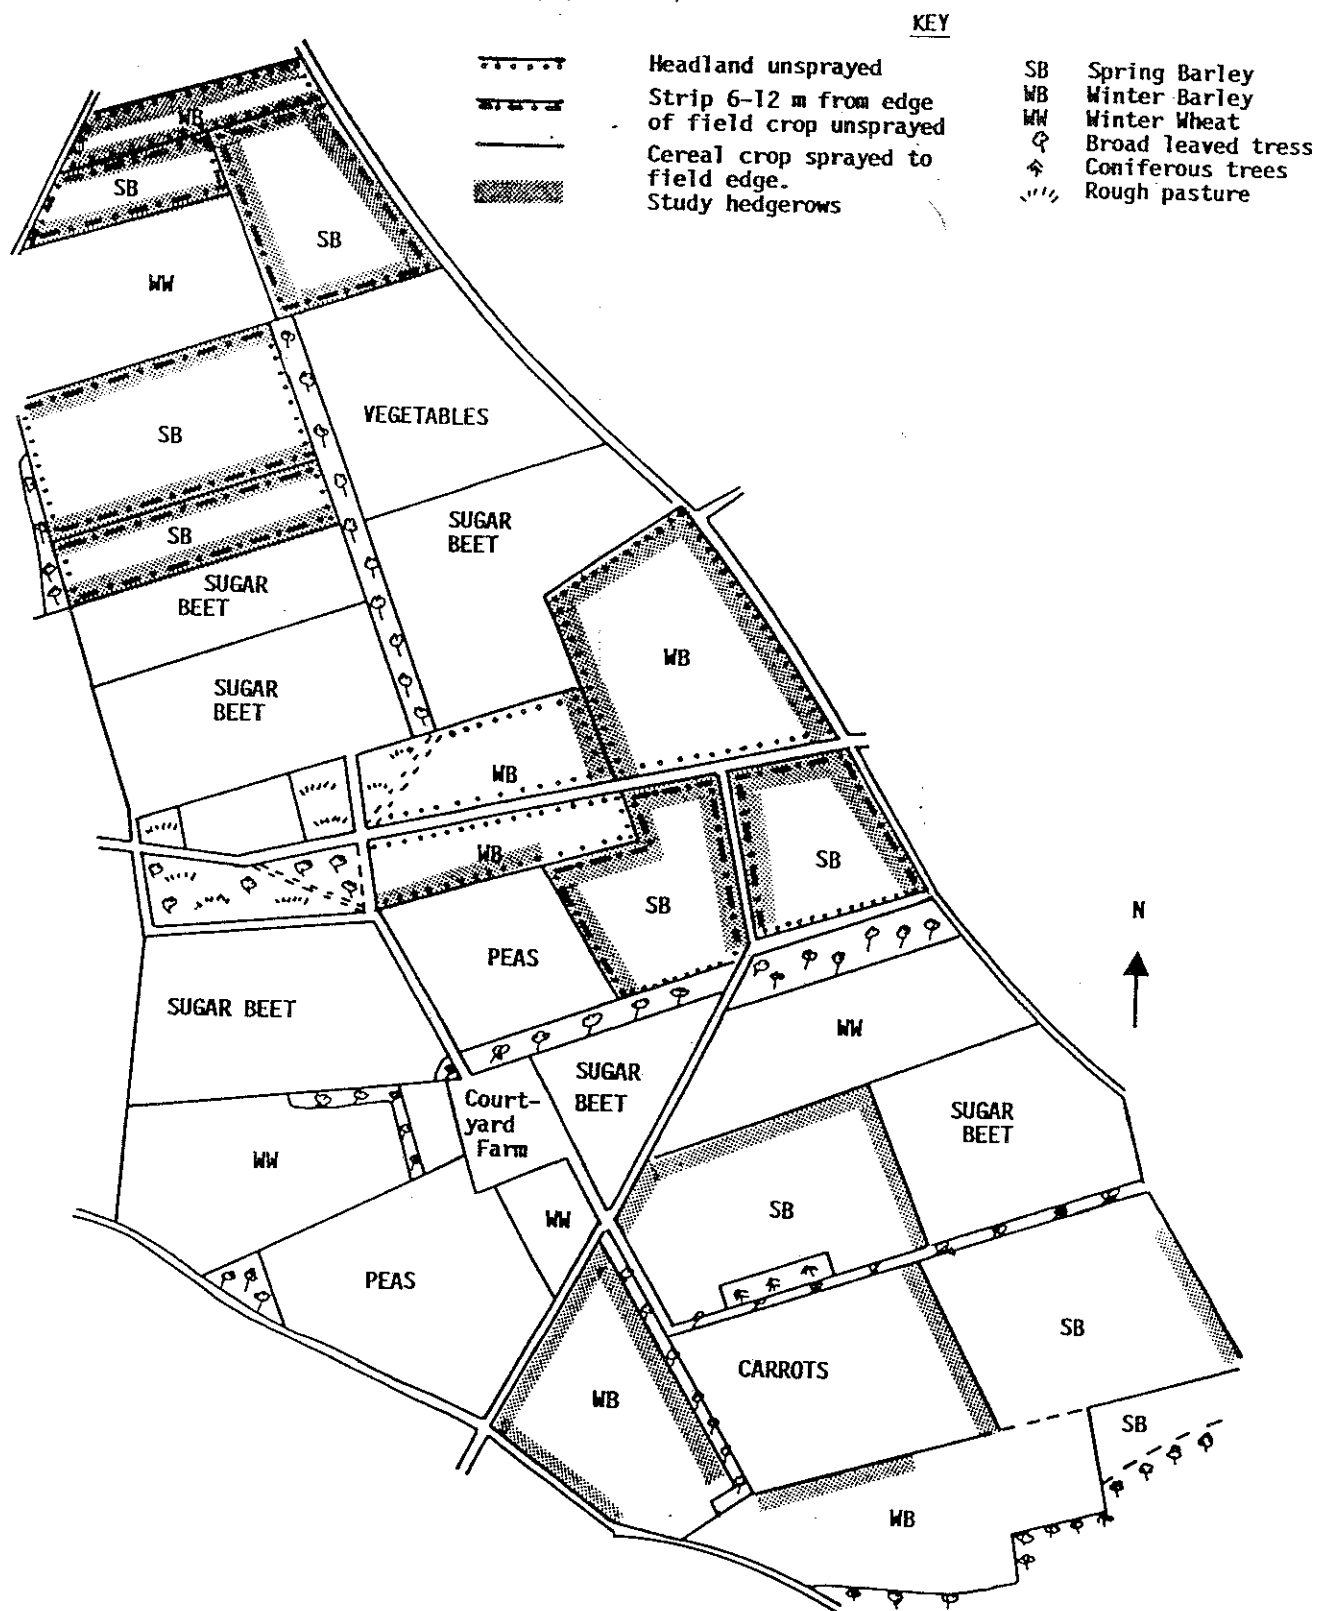 KEY
Headland unsprayed
Strip 6-12 m from edge
of field crop unsprayed
Cereal crop sprayed to
field edge.
Study hedgerows
SB Spring Barley
WB Winter Barley
WW Winter Wheat
Broad leaved tress
Coniferous trees
Rough pasture
WB
SB
SB
WW
SB
VEGETABLES
SB
SUGAR
BEET
SUGAR
BEET
SUGAR
BEET
WB
WB
WB
SB
SB
PEAS
N
SUGAR BEET
WW
SUGAR
BEET
Court-
yard
Farm
SUGAR
BEET
WW
WW
SB
PEAS
SB
CARROTS
WB
SB
WB